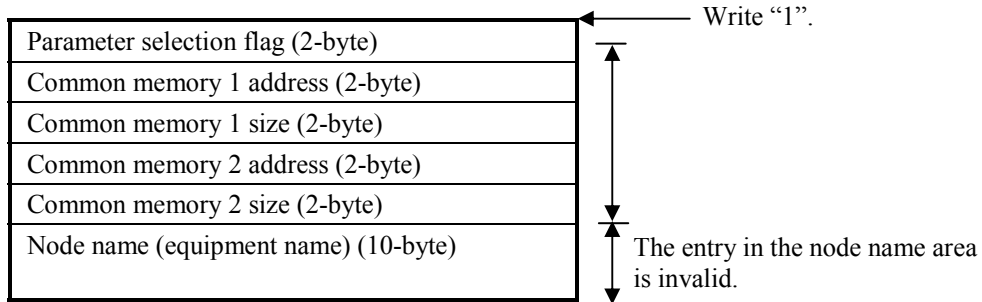 Write “1”.
Parameter selection flag (2-byte)
Common memory 1 address (2-byte)
Common memory 1 size (2-byte)
Common memory 2 address (2-byte)
Common memory 2 size (2-byte)
Node name (equipment name) (10-byte)
The entry in the node name area
is invalid.